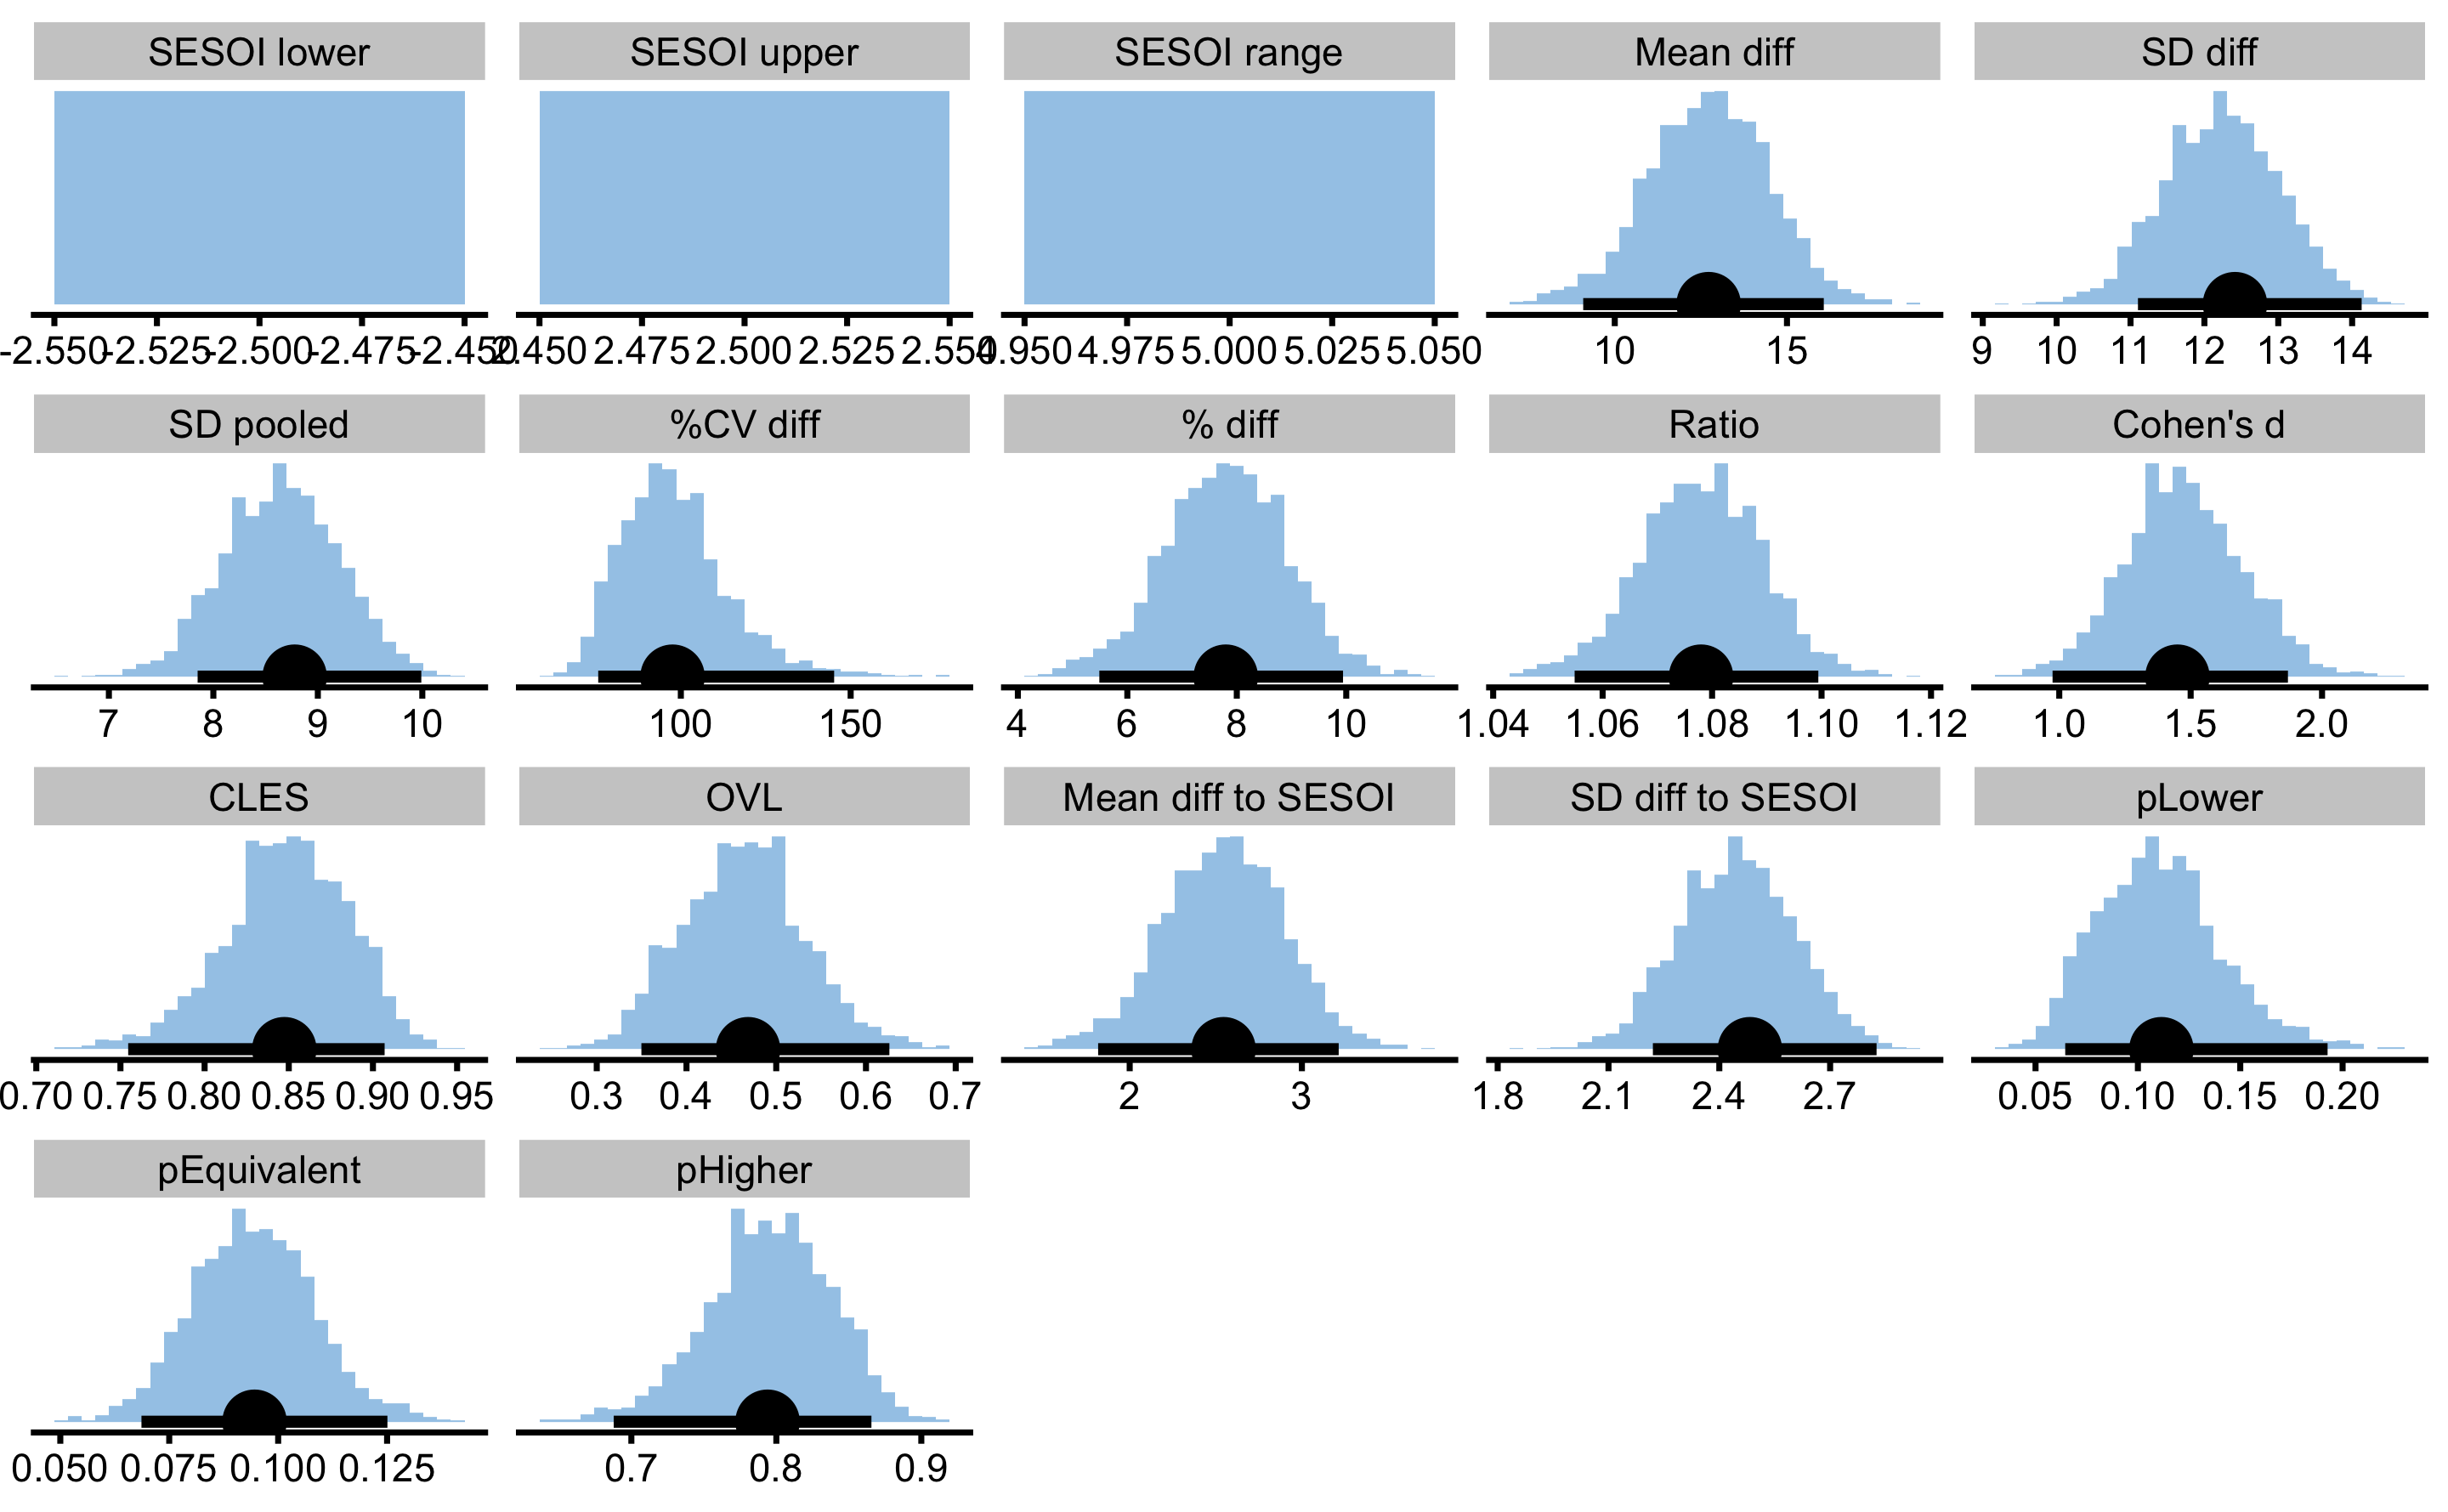 SESOI lower SESOI upper SESOI range Mean diff SD diff
-2.550 -2.525 -2.500 -2.475 -2.450 2.450 2.475 2.500 2.525 2.550 4.950 4.975 5.000 5.025 5.050 10 15 9 10 11 12 13 14
SD pooled %CV diff % diff Ratio Cohen's d
7 8 9 10 100 150 4 6 8 10 1.04 1.06 1.08 1.10 1.12 1.0 1.5 2.0
CLES OVL Mean diff to SESOI SD diff to SESOI pLower
0.70 0.75 0.80 0.85 0.90 0.95 0.3 0.4 0.5 0.6 0.7 2 3 1.8 2.1 2.4 2.7 0.05 0.10 0.15 0.20
pEquivalent pHigher
0.050 0.075 0.100 0.125 0.7 0.8 0.9